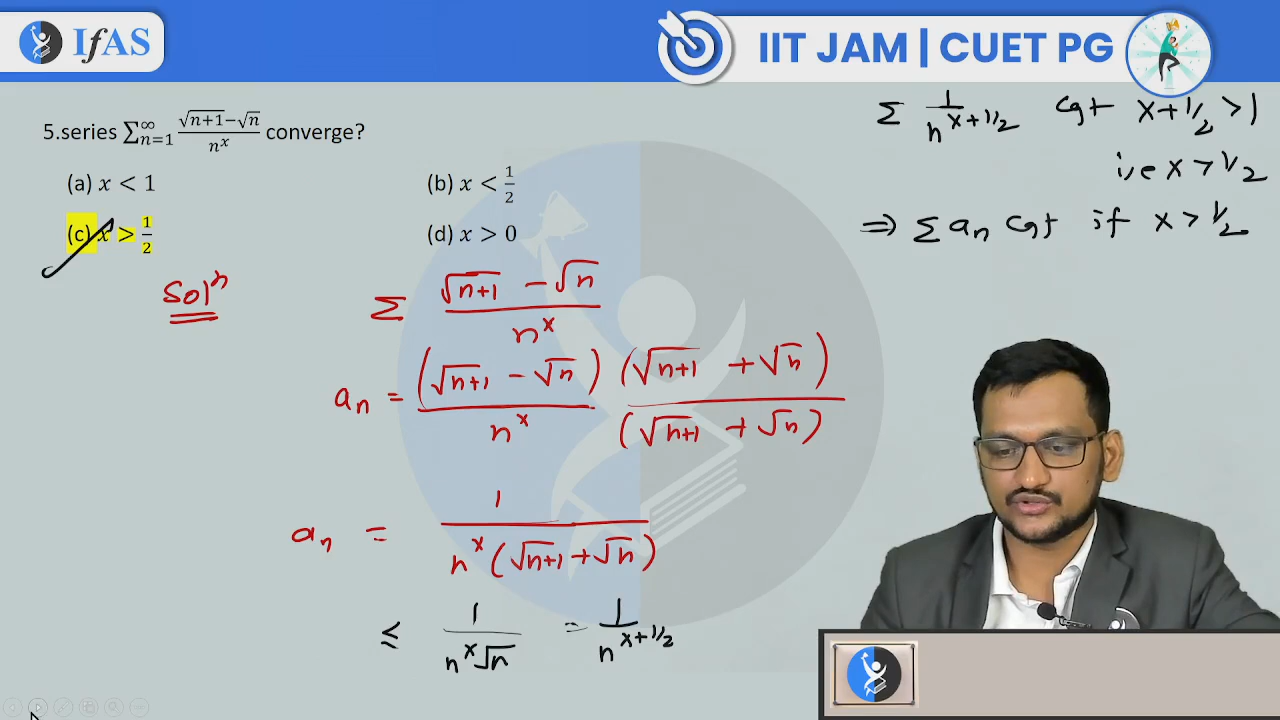 IfAS
IIT JAM | CUET PG
5.series ∑_{n=1}^{∞} (√(n+1)−√n)/n^x converge?
(a) x < 1
(b) x < 1/2
(c) x > 1/2
(d) x > 0
Sol^n
Σ (√(n+1) − √n)/n^x
a_n = (√(n+1) − √n)/n^x (√(n+1) + √n)/(√(n+1) + √n)
a_n = 1/(n^x(√(n+1) + √n))
≤ 1/(n^x√n) = 1/n^{x+1/2}
Σ 1/n^{x+1/2} cgt x+1/2 > 1
i.e x > 1/2
⇒ Σ a_n cgt if x > 1/2